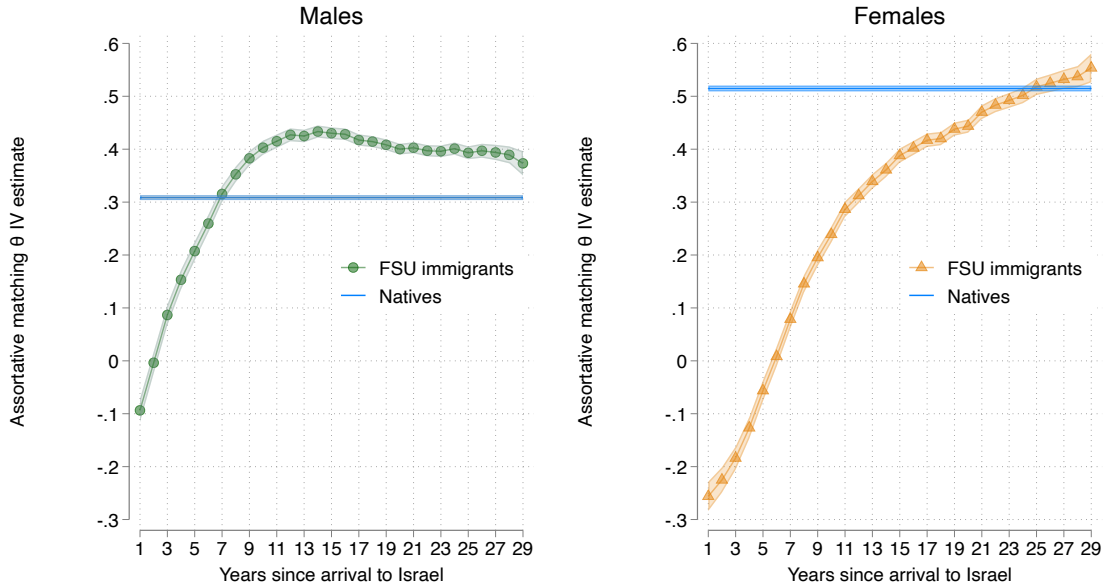 Males
Assortative matching θ IV estimate
.6
.5
.4
.3
.2
.1
0
-.1
-.2
-.3
FSU immigrants
Natives
1 3 5 7 9 11 13 15 17 19 21 23 25 27 29
Years since arrival to Israel
Females
Assortative matching θ IV estimate
.6
.5
.4
.3
.2
.1
0
-.1
-.2
-.3
FSU immigrants
Natives
1 3 5 7 9 11 13 15 17 19 21 23 25 27 29
Years since arrival to Israel